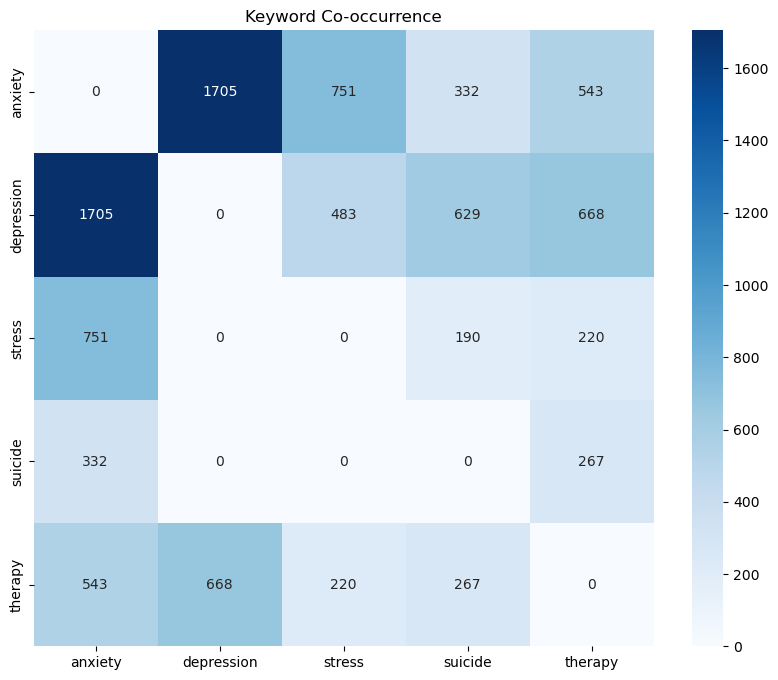 Keyword Co-occurrence
anxiety 0 1705 751 332 543
depression 1705 0 483 629 668
stress 751 0 0 190 220
suicide 332 0 0 0 267
therapy 543 668 220 267 0
anxiety depression stress suicide therapy
1600
1400
1200
1000
800
600
400
200
0